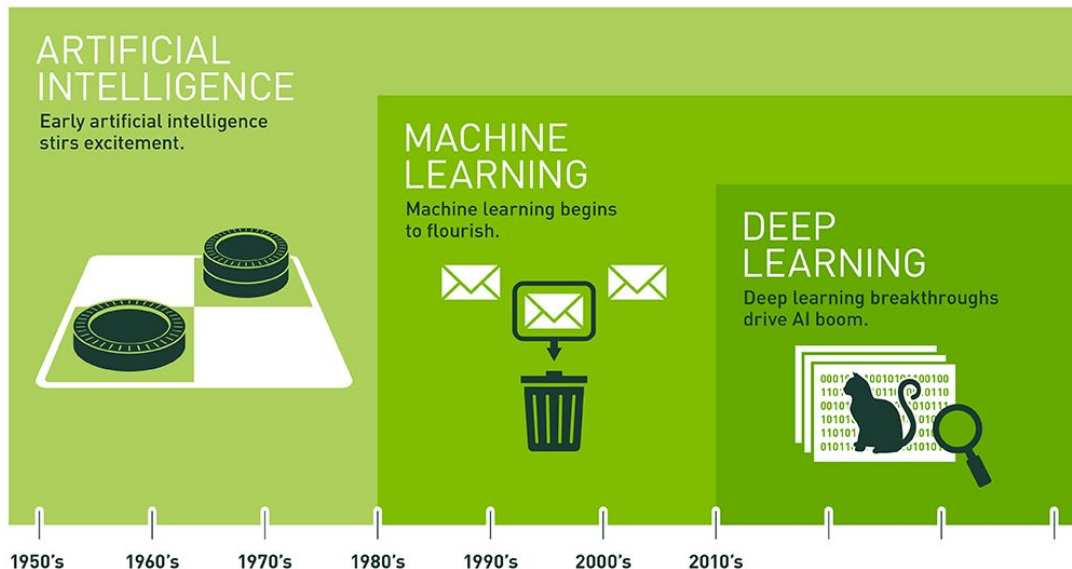 ARTIFICIAL
INTELLIGENCE
Early artificial intelligence
stirs excitement.
MACHINE
LEARNING
Machine learning begins
to flourish.
DEEP
LEARNING
Deep learning breakthroughs
drive AI boom.
1950's 1960's 1970's 1980's 1990's 2000's 2010's